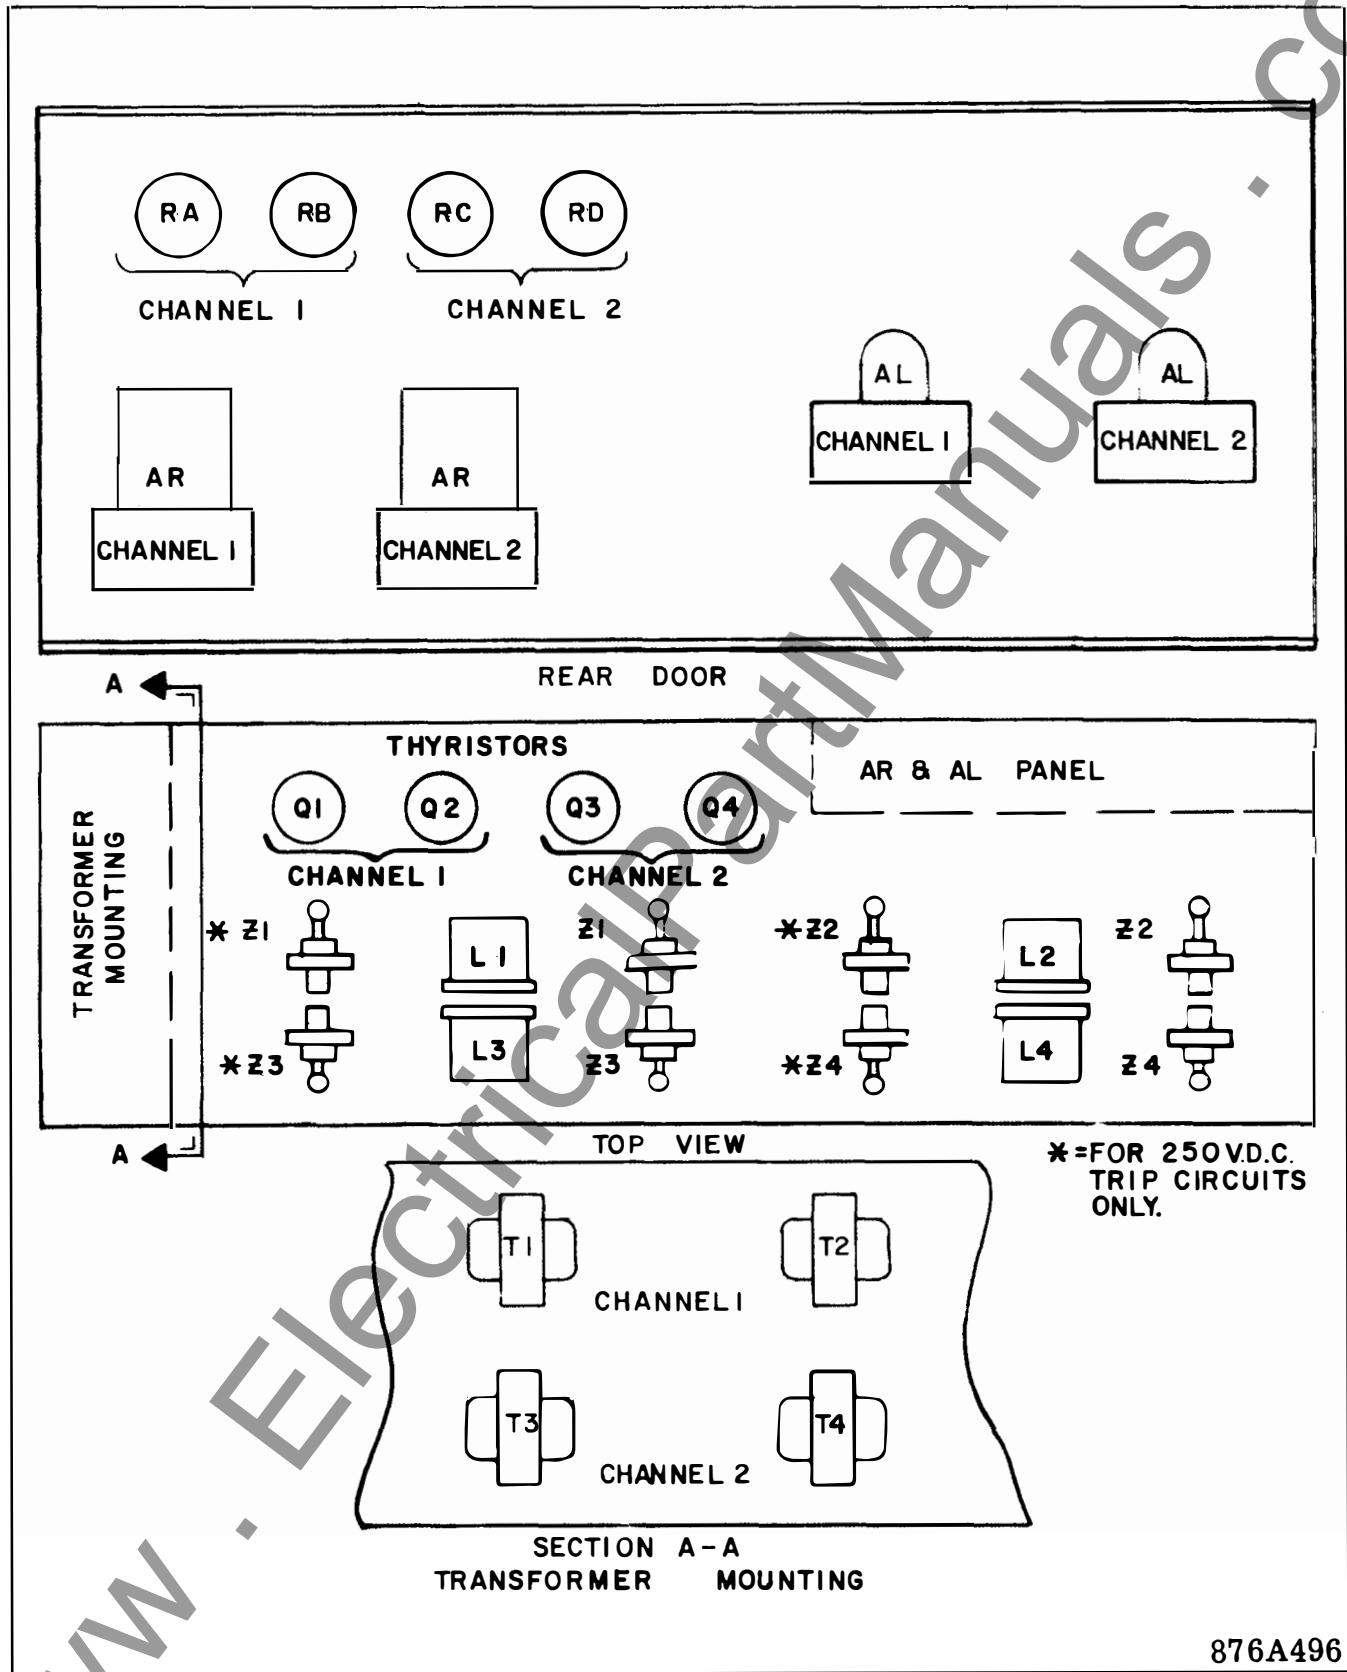 RA RB RC RD
CHANNEL 1 CHANNEL 2
AL AL
CHANNEL 1 CHANNEL 2
AR AR
CHANNEL 1 CHANNEL 2
REAR DOOR
A
THYRISTORS
AR & AL PANEL
Q1 Q2 Q3 Q4
CHANNEL 1 CHANNEL 2
TRANSFORMER
MOUNTING
* Z1 L1 Z1 *Z2 L2 Z2
*Z3 L3 Z3 *Z4 L4 Z4
A
TOP VIEW
*=FOR 250 V.D.C.
TRIP CIRCUITS
ONLY.
T1 T2
CHANNEL 1
T3 T4
CHANNEL 2
SECTION A-A
TRANSFORMER MOUNTING
876A496
ww . ElectricalPartManuals . co